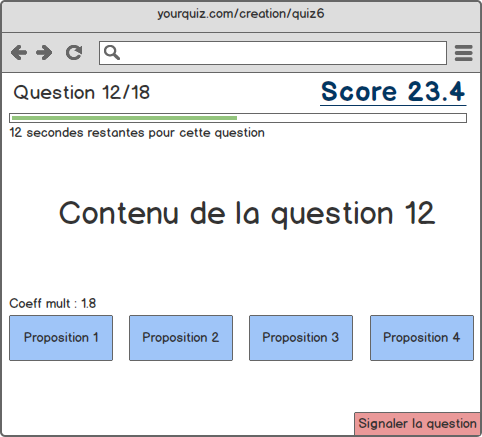 yourquiz.com/creation/quiz6
Question 12/18
Score 23.4
12 secondes restantes pour cette question
Contenu de la question 12
Coeff mult : 1.8
Proposition 1
Proposition 2
Proposition 3
Proposition 4
Signaler la question